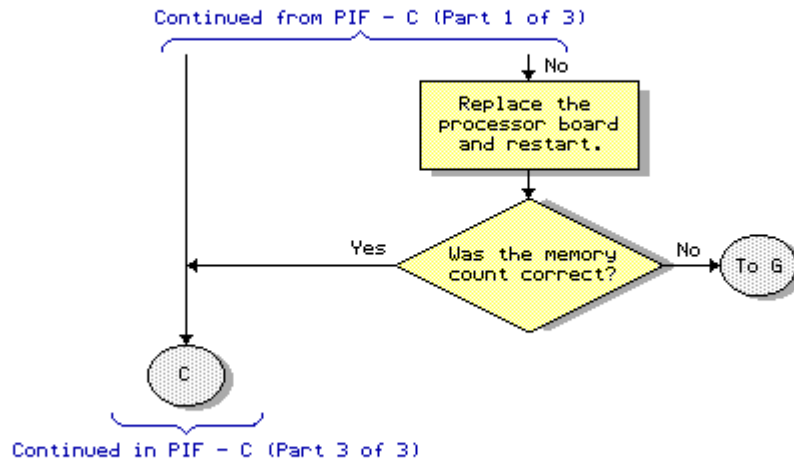 Continued from PIF - C (Part 1 of 3)
No
Replace the
processor board
and restart.
Yes
Was the memory
count correct?
No
To G
C
Continued in PIF - C (Part 3 of 3)